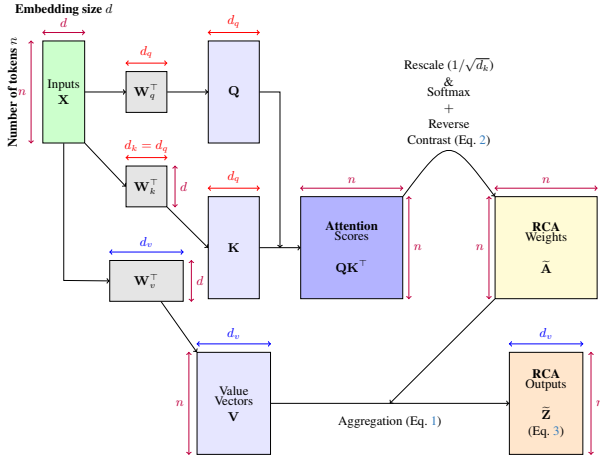 Embedding size d
d
Number of tokens n
n
Inputs
X
d_q
W_q^⊤
d_q
Q
d_k = d_q
W_k^⊤
d
d_q
K
d_v
W_v^⊤
d
Rescale (1/√d_k)
&
Softmax
+
Reverse
Contrast (Eq. 2)
n
Attention
Scores
QK^⊤
n
n
n
RCA
Weights
Ã
d_v
n
Value
Vectors
V
Aggregation (Eq. 1)
d_v
RCA
Outputs
Z̃
(Eq. 3)
n